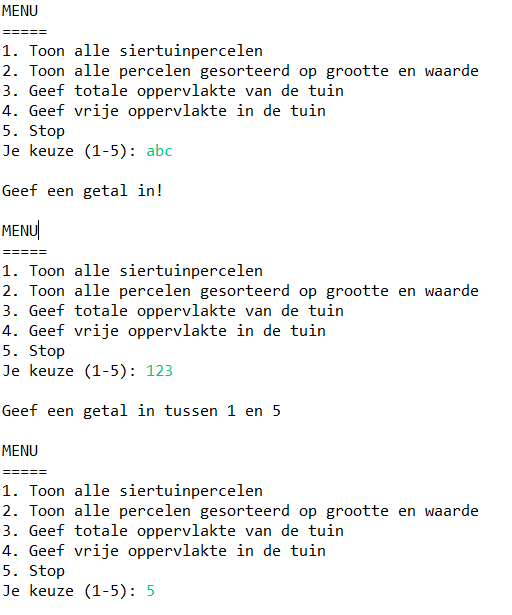 MENU
=====
1. Toon alle siertuinpercelen
2. Toon alle percelen gesorteerd op grootte en waarde
3. Geef totale oppervlakte van de tuin
4. Geef vrije oppervlakte in de tuin
5. Stop
Je keuze (1-5): abc
Geef een getal in!
MENU
=====
1. Toon alle siertuinpercelen
2. Toon alle percelen gesorteerd op grootte en waarde
3. Geef totale oppervlakte van de tuin
4. Geef vrije oppervlakte in de tuin
5. Stop
Je keuze (1-5): 123
Geef een getal in tussen 1 en 5
MENU
=====
1. Toon alle siertuinpercelen
2. Toon alle percelen gesorteerd op grootte en waarde
3. Geef totale oppervlakte van de tuin
4. Geef vrije oppervlakte in de tuin
5. Stop
Je keuze (1-5): 5